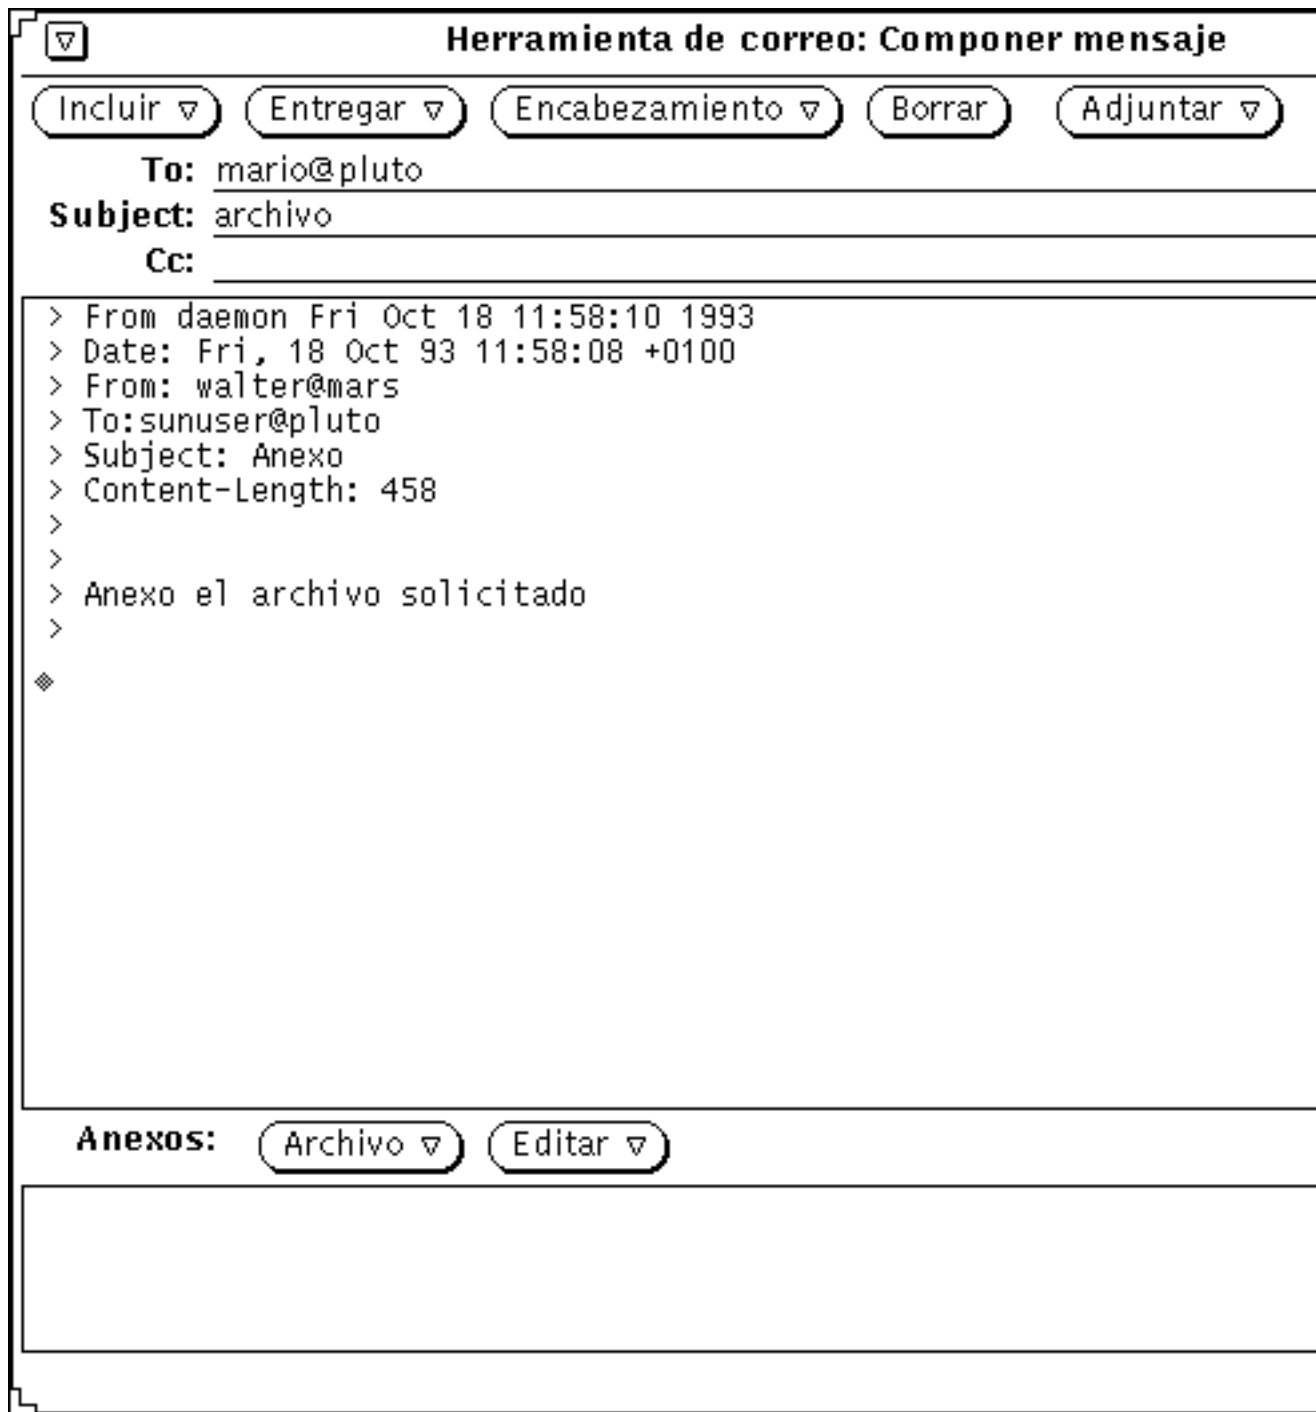 Herramienta de correo: Componer mensaje
Incluir Entregar Encabezamiento Borrar Adjuntar
To: mario@pluto
Subject: archivo
Cc:
> From daemon Fri Oct 18 11:58:10 1993
> Date: Fri, 18 Oct 93 11:58:08 +0100
> From: walter@mars
> To:sunuser@pluto
> Subject: Anexo
> Content-Length: 458
>
>
> Anexo el archivo solicitado
>
Anexos: Archivo Editar